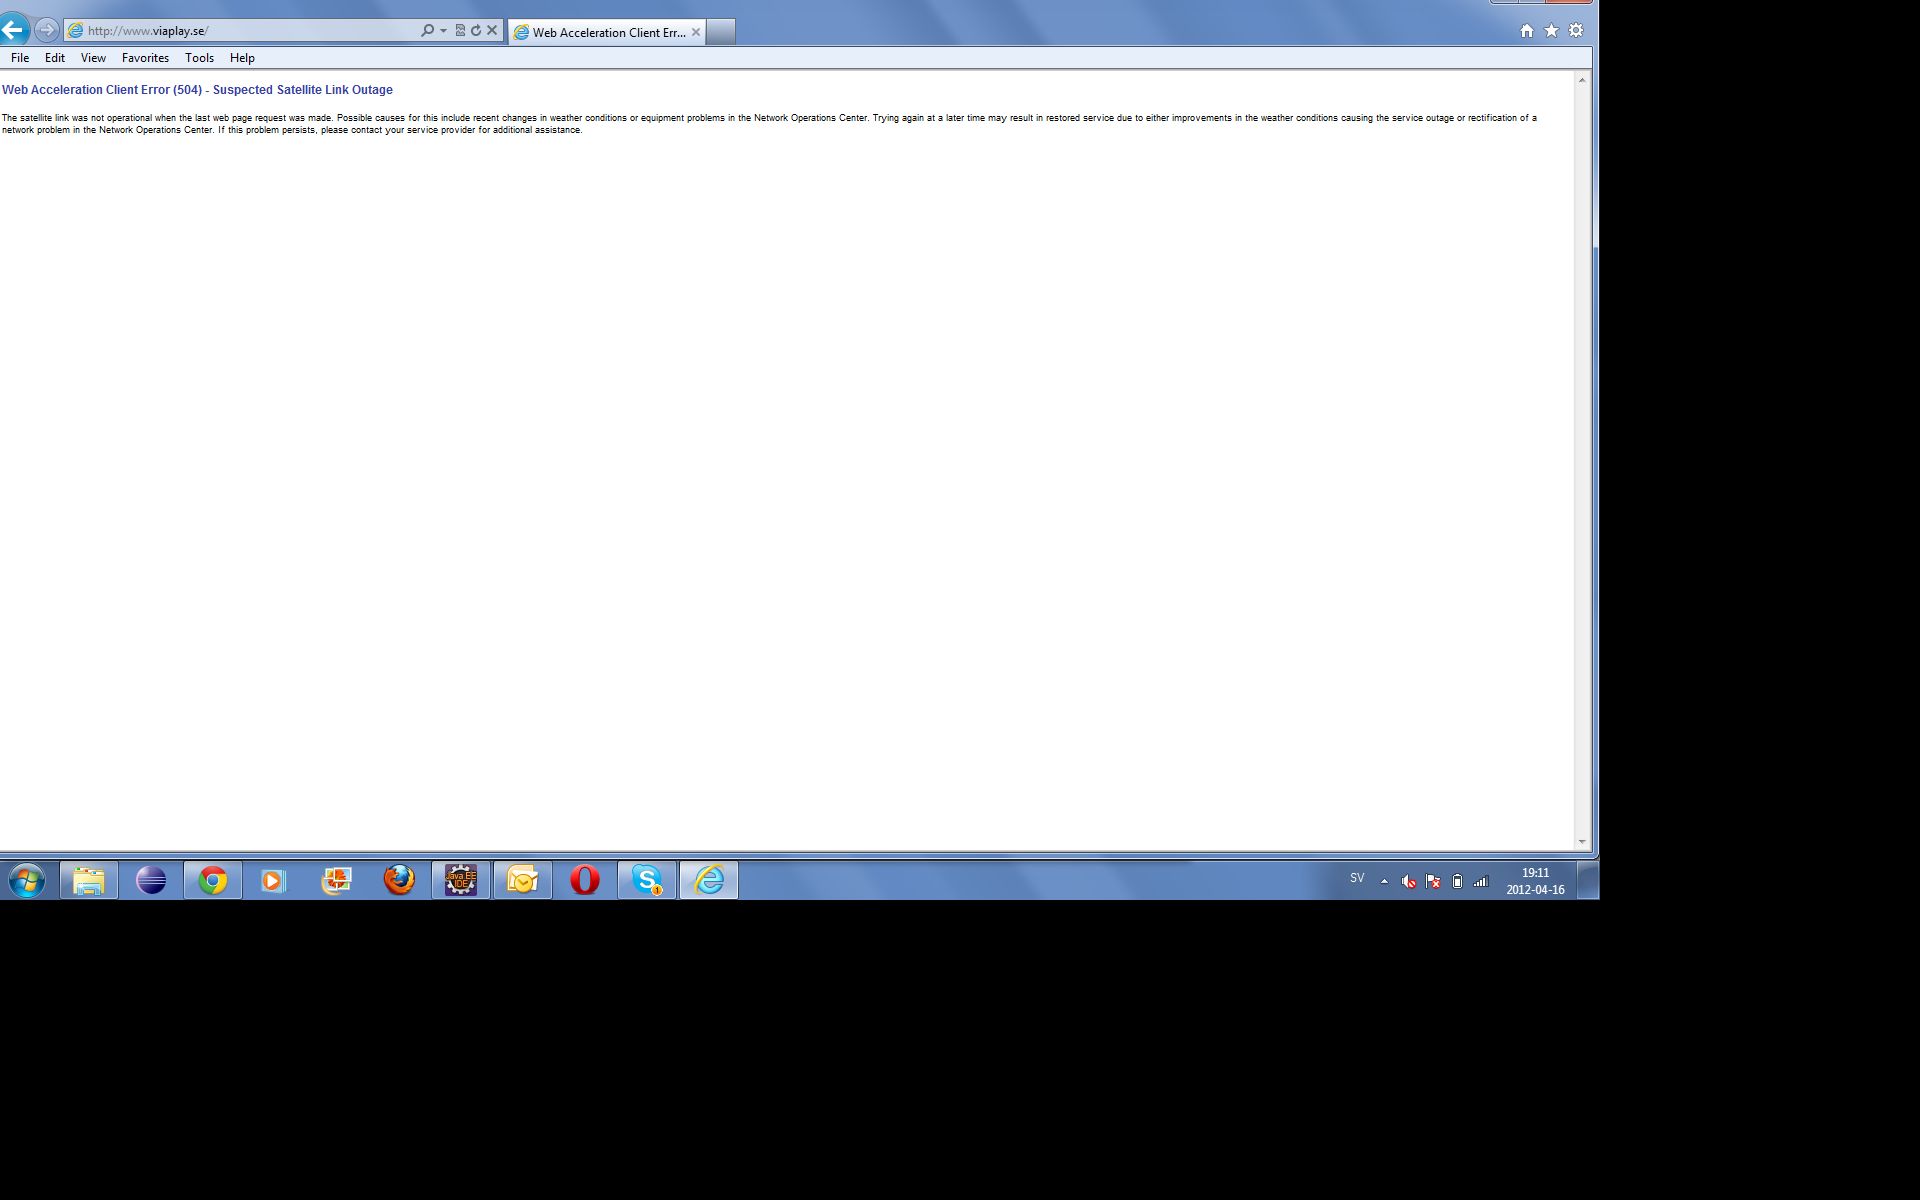 http://www.viaplay.se/
Web Acceleration Client Err...
File Edit View Favorites Tools Help
Web Acceleration Client Error (504) - Suspected Satellite Link Outage
The satellite link was not operational when the last web page request was made. Possible causes for this include recent changes in weather conditions or equipment problems in the Network Operations Center. Trying again at a later time may result in restored service due to either improvements in the weather conditions causing the service outage or rectification of a
network problem in the Network Operations Center. If this problem persists, please contact your service provider for additional assistance.
Java EE
IDE
SV
19:11
2012-04-16